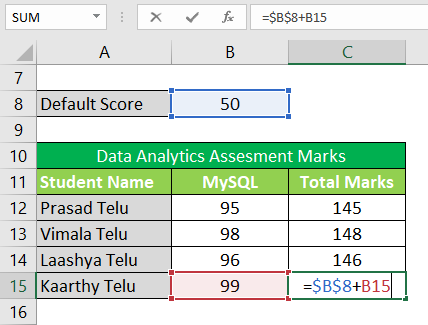 SUM fx =$B$8+B15
A B C
7
8 Default Score 50
9
10 Data Analytics Assesment Marks
11 Student Name MySQL Total Marks
12 Prasad Telu 95 145
13 Vimala Telu 98 148
14 Laashya Telu 96 146
15 Kaarthy Telu 99 =$B$8+B15
16